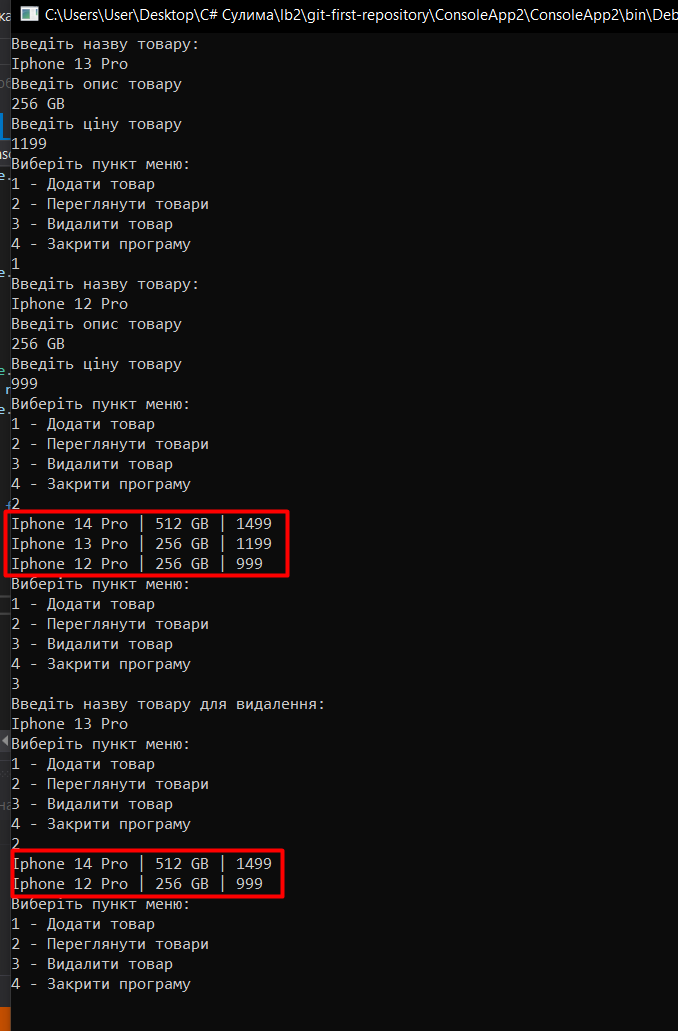 C:\Users\User\Desktop\C# Сулима\lb2\git-first-repository\ConsoleApp2\ConsoleApp2\bin\Deb
Введіть назву товару:
Iphone 13 Pro
Введіть опис товару
256 GB
Введіть ціну товару
1199
Виберіть пункт меню:
1 - Додати товар
2 - Переглянути товари
3 - Видалити товар
4 - Закрити програму
1
Введіть назву товару:
Iphone 12 Pro
Введіть опис товару
256 GB
Введіть ціну товару
999
Виберіть пункт меню:
1 - Додати товар
2 - Переглянути товари
3 - Видалити товар
4 - Закрити програму
2
Iphone 14 Pro | 512 GB | 1499
Iphone 13 Pro | 256 GB | 1199
Iphone 12 Pro | 256 GB | 999
Виберіть пункт меню:
1 - Додати товар
2 - Переглянути товари
3 - Видалити товар
4 - Закрити програму
3
Введіть назву товару для видалення:
Iphone 13 Pro
Виберіть пункт меню:
1 - Додати товар
2 - Переглянути товари
3 - Видалити товар
4 - Закрити програму
2
Iphone 14 Pro | 512 GB | 1499
Iphone 12 Pro | 256 GB | 999
Виберіть пункт меню:
1 - Додати товар
2 - Переглянути товари
3 - Видалити товар
4 - Закрити програму